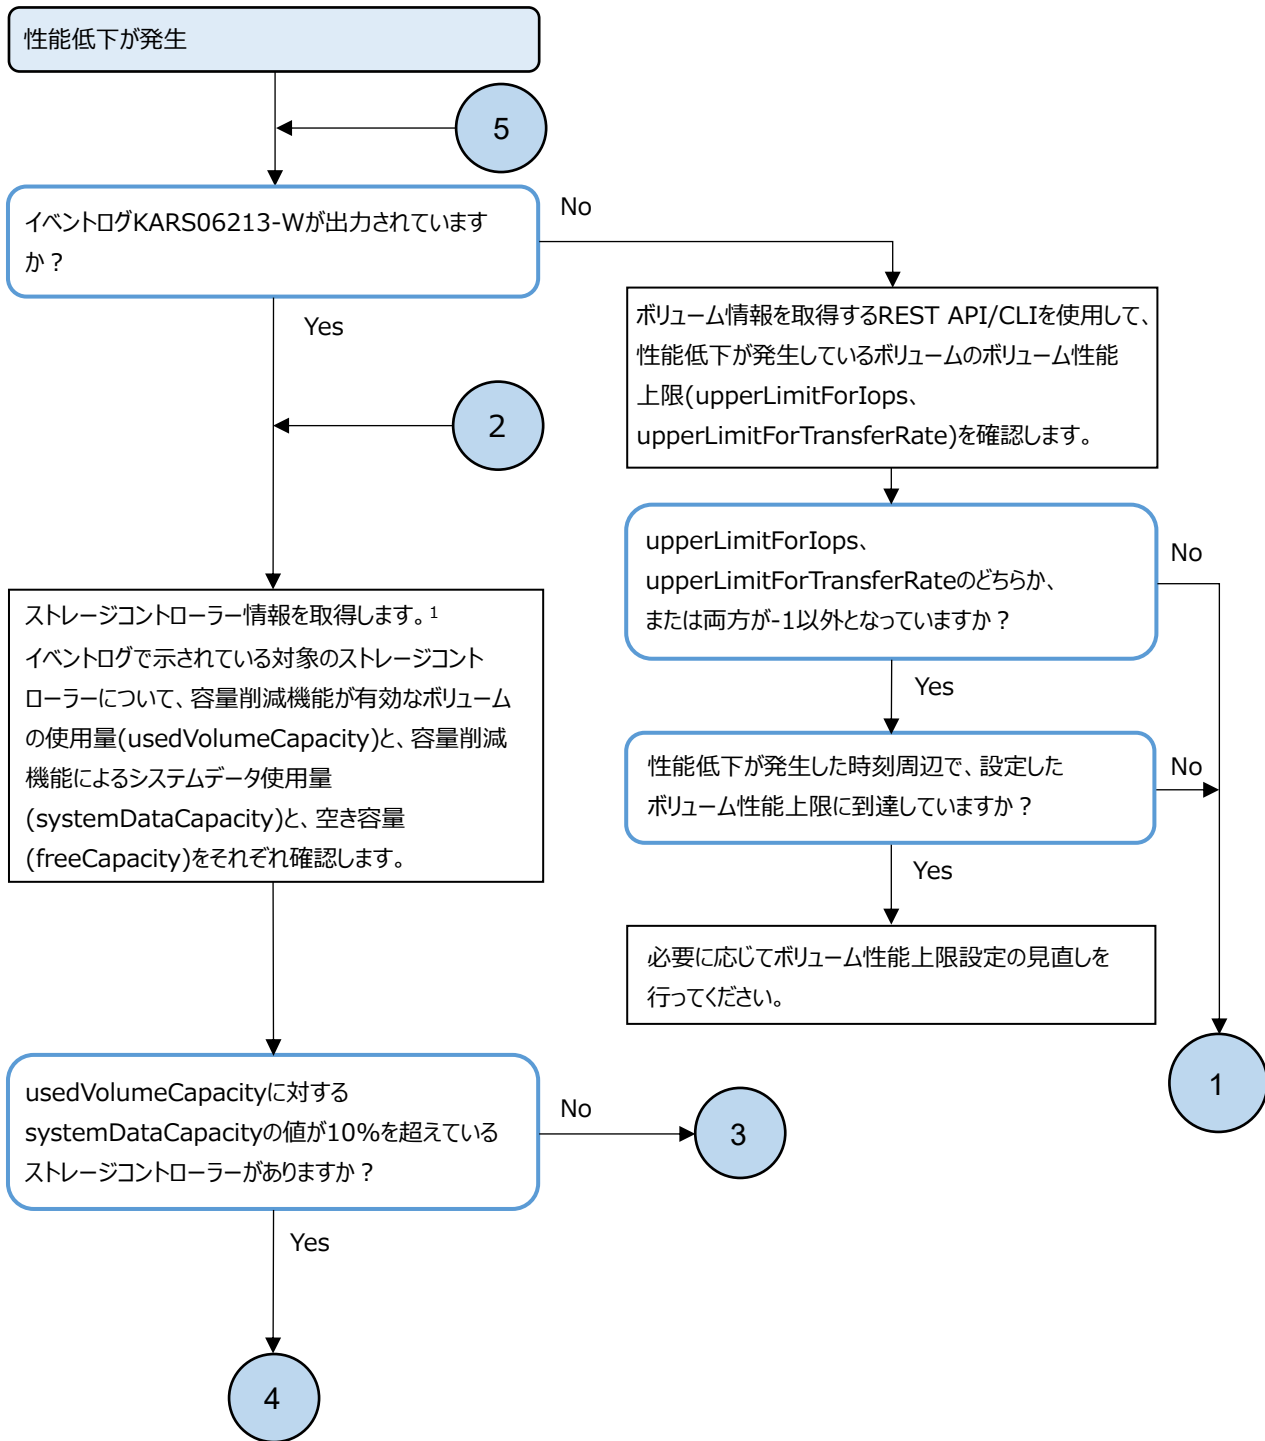 性能低下が発生
5
イベントログKARS06213-Wが出力されています
か？
No
Yes
ボリューム情報を取得するREST API/CLIを使用して、
性能低下が発生しているボリュームのボリューム性能
上限(upperLimitForIops、
upperLimitForTransferRate)を確認します。
2
upperLimitForIops、
upperLimitForTransferRateのどちらか、
または両方が-1以外となっていますか？
No
Yes
ストレージコントローラー情報を取得します。1
イベントログで示されている対象のストレージコント
ローラーについて、容量削減機能が有効なボリューム
の使用量(usedVolumeCapacity)と、容量削減
機能によるシステムデータ使用量
(systemDataCapacity)と、空き容量
(freeCapacity)をそれぞれ確認します。
性能低下が発生した時刻周辺で、設定した
ボリューム性能上限に到達していますか？
No
Yes
必要に応じてボリューム性能上限設定の見直しを
行ってください。
1
usedVolumeCapacityに対する
systemDataCapacityの値が10%を超えている
ストレージコントローラーがありますか？
No
3
Yes
4